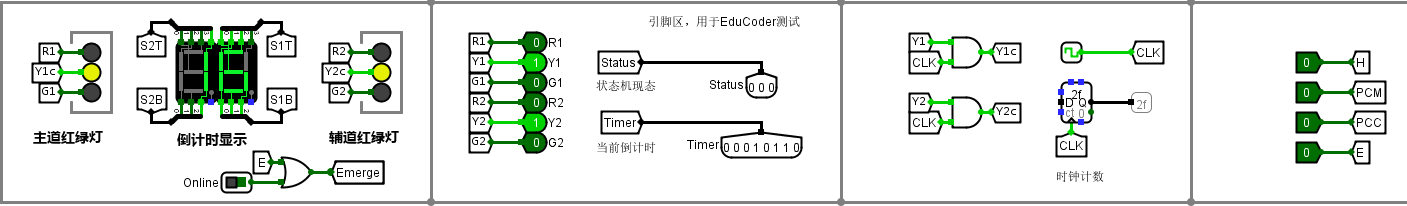 R1
Y1c
G1
主道红绿灯
S2T
S1T
S2B
S1B
倒计时显示
R2
Y2c
G2
辅道红绿灯
E
Online
Emerge
引脚区，用于EduCoder测试
R1 0 R1
Y1 1 Y1
G1 0 G1
R2 0 R2
Y2 1 Y2
G2 0 G2
Status
状态机现态
Status 0 0 0
Timer
当前倒计时
Timer 0 0 0 1 0 1 1 0
Y1
CLK
Y1c
Y2
CLK
Y2c
CLK
2f
D Q
ct 0
2f
CLK
时钟计数
0 H
0 PCM
0 PCC
0 E